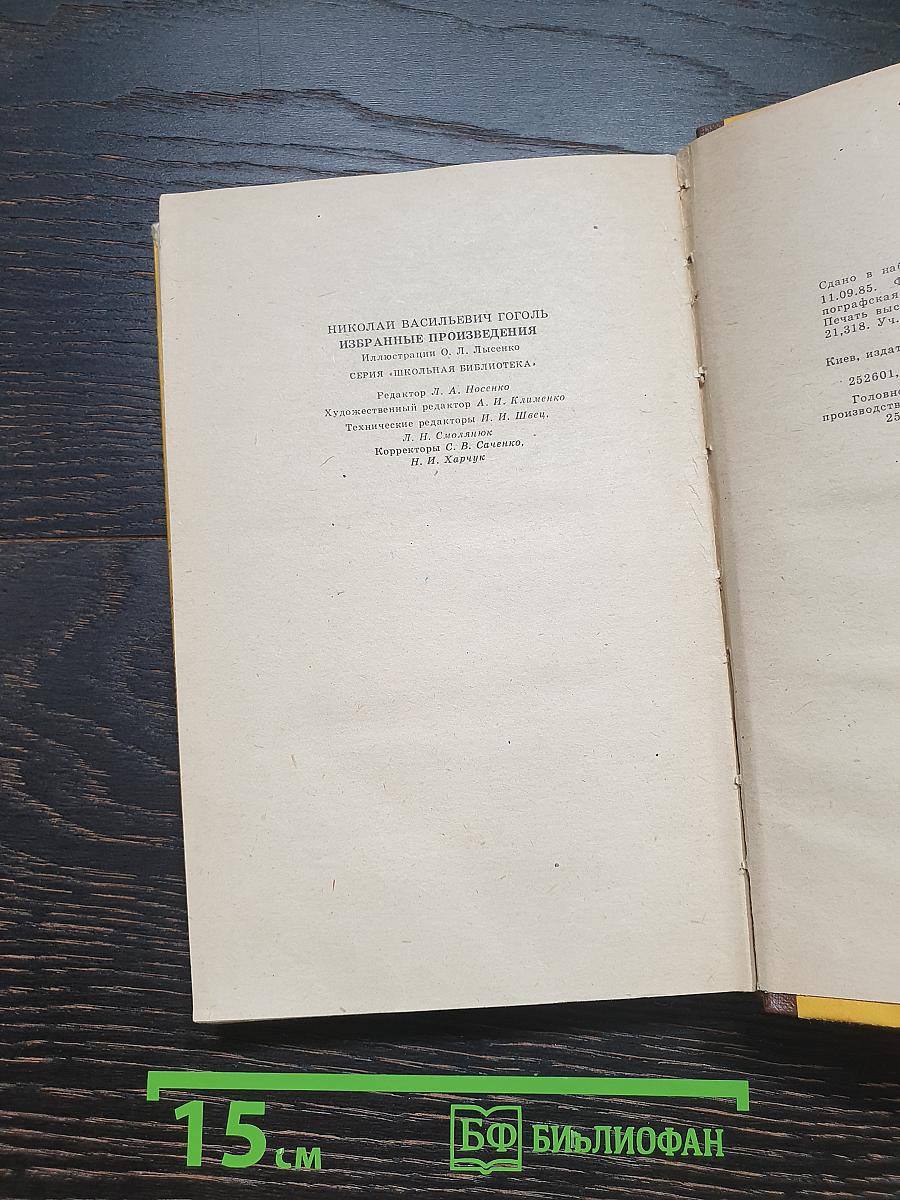 НИКОЛАЙ ВАСИЛЬЕВИЧ ГОГОЛЬ
ИЗБРАННЫЕ ПРОИЗВЕДЕНИЯ
Иллюстрации О. Л. Лысенко
СЕРИЯ «ШКОЛЬНАЯ БИБЛИОТЕКА»
Редактор Л. А. Носенко
Художественный редактор А. И. Клименко
Технические редакторы И. И. Швец,
Л. Н. Смолянюк
Корректоры С. В. Саченко,
Н. И. Харчук
Сдано в наб
11.09.85. Ф
пографская
Печать выс
21,318. Уч.
Киев, издат
252601,
Головн
производств
25
15 см
БФ БИБЛИОФАН